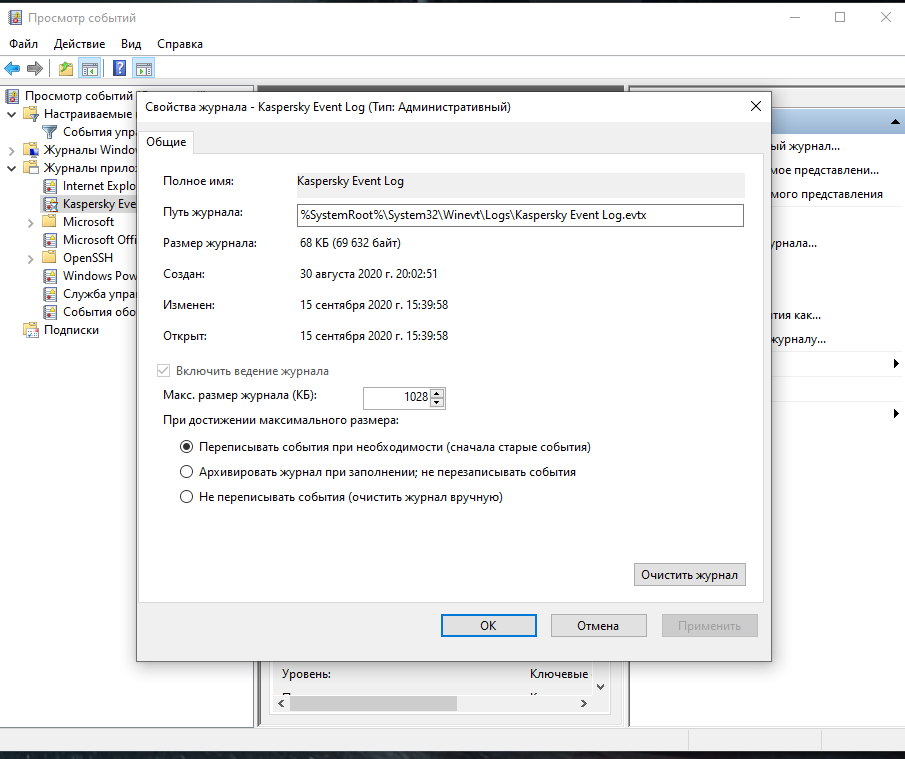 Просмотр событий
Файл Действие Вид Справка
Просмотр событий
Настраиваемые
События упра
Журналы Windo
Журналы прило
Internet Explo
Kaspersky Eve
Microsoft
Microsoft Offi
OpenSSH
Windows Pow
Служба упра
События обо
Подписки
Свойства журнала - Kaspersky Event Log (Тип: Административный)
Общие
Полное имя: Kaspersky Event Log
Путь журнала: %SystemRoot%\System32\Winevt\Logs\Kaspersky Event Log.evtx
Размер журнала: 68 КБ (69 632 байт)
Создан: 30 августа 2020 г. 20:02:51
Изменен: 15 сентября 2020 г. 15:39:58
Открыт: 15 сентября 2020 г. 15:39:58
Включить ведение журнала
Макс. размер журнала (КБ): 1028
При достижении максимального размера:
Переписывать события при необходимости (сначала старые события)
Архивировать журнал при заполнении; не перезаписывать события
Не переписывать события (очистить журнал вручную)
Очистить журнал
ОК Отмена Применить
ый журнал...
мое представлени...
мого представления
урнала...
тия как...
журналу...
Уровень: Ключевые